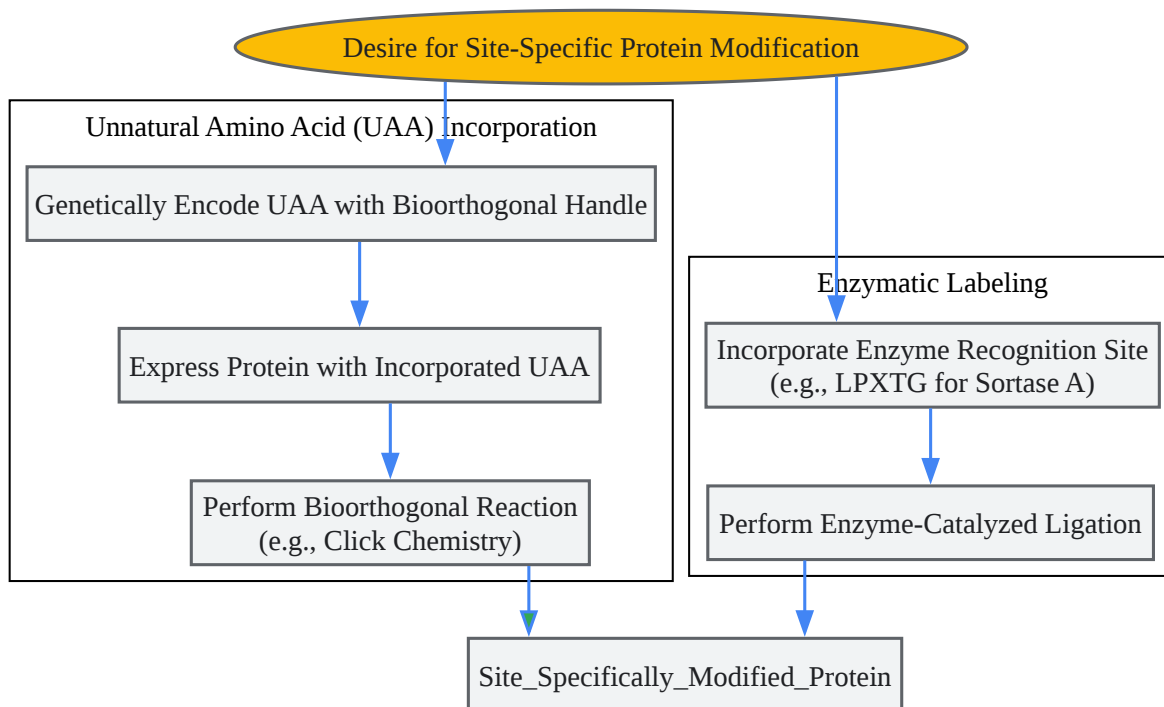 Desire for Site-Specific Protein Modification
Unnatural Amino Acid (UAA) Incorporation
Genetically Encode UAA with Bioorthogonal Handle
Express Protein with Incorporated UAA
Perform Bioorthogonal Reaction
(e.g., Click Chemistry)
Enzymatic Labeling
Incorporate Enzyme Recognition Site
(e.g., LPXTG for Sortase A)
Perform Enzyme-Catalyzed Ligation
Site_Specifically_Modified_Protein